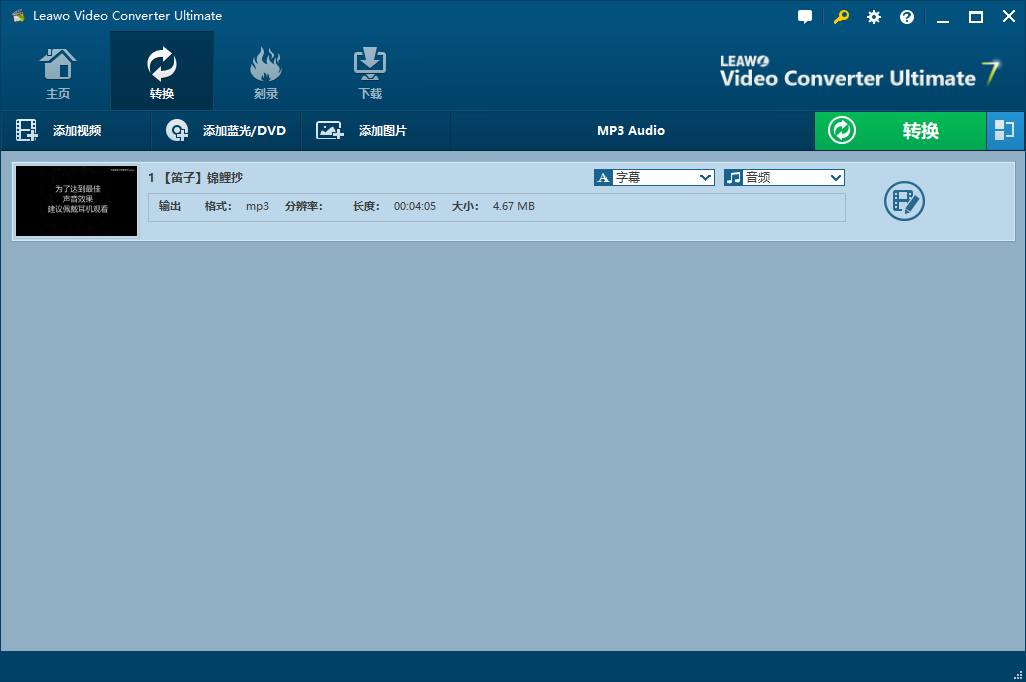 Leawo Video Converter Ultimate
主页
转换
刻录
下载
LEAWO
Video Converter Ultimate 7
添加视频
添加蓝光/DVD
添加图片
MP3 Audio
转换
为了达到最佳
声音效果
建议佩戴耳机观看
1 【笛子】锦鲤抄
A 字幕
音频
输出 格式: mp3 分辨率: 长度: 00:04:05 大小: 4.67 MB